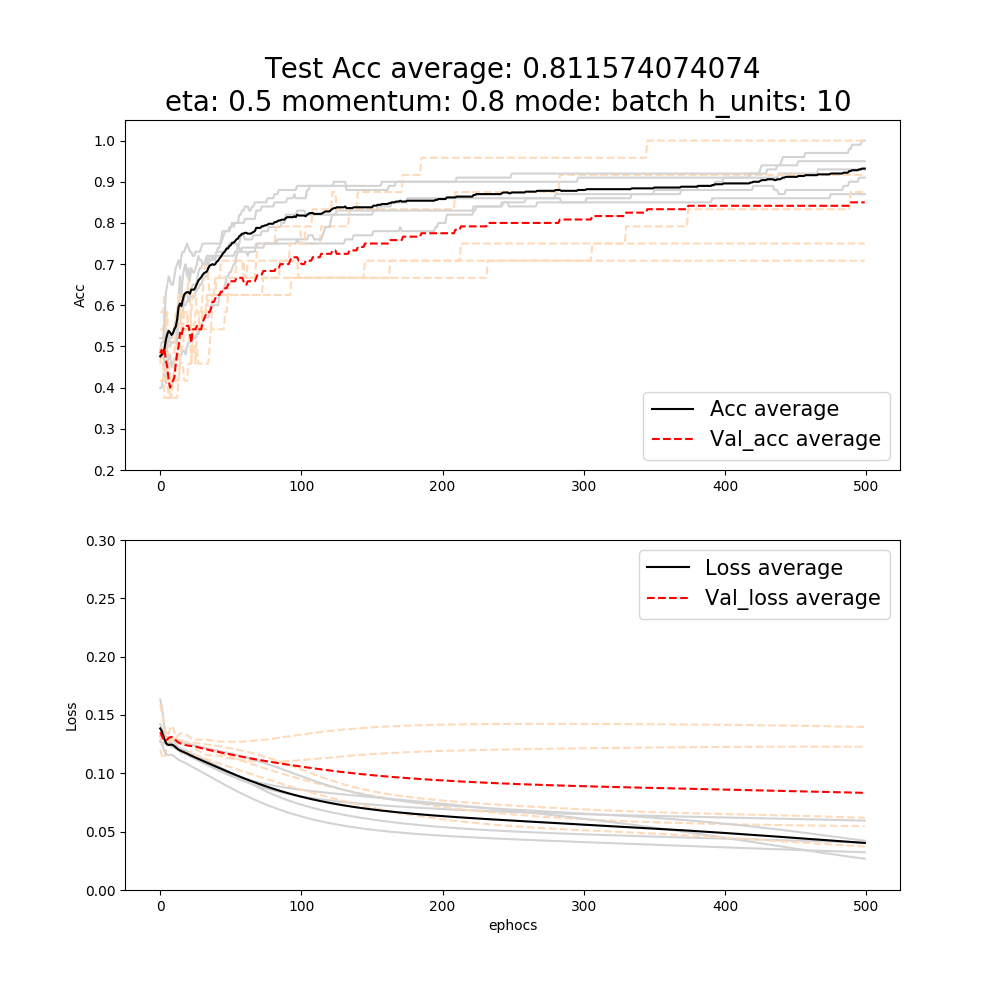 Test Acc average: 0.811574074074
eta: 0.5 momentum: 0.8 mode: batch h_units: 10
1.0
0.9
0.8
0.7
0.6
0.5
0.4
0.3
0.2
Acc
Acc average
Val_acc average
0 100 200 300 400 500
0.30
0.25
0.20
0.15
0.10
0.05
0.00
Loss
Loss average
Val_loss average
0 100 200 300 400 500
ephocs